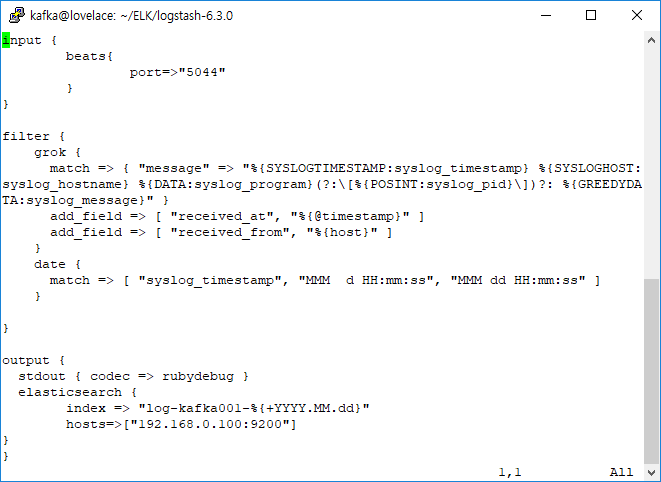 kafka@lovelace: ~/ELK/logstash-6.3.0
input {
        beats{
                port=>"5044"
        }
}

filter {
    grok {
      match => { "message" => "%{SYSLOGTIMESTAMP:syslog_timestamp} %{SYSLOGHOST:
syslog_hostname} %{DATA:syslog_program}(?:\[%{POSINT:syslog_pid}\])?: %{GREEDYDA
TA:syslog_message}" }
      add_field => [ "received_at", "%{@timestamp}" ]
      add_field => [ "received_from", "%{host}" ]
    }
    date {
      match => [ "syslog_timestamp", "MMM  d HH:mm:ss", "MMM dd HH:mm:ss" ]
    }

}

output {
  stdout { codec => rubydebug }
  elasticsearch {
        index => "log-kafka001-%{+YYYY.MM.dd}"
        hosts=>["192.168.0.100:9200"]
}
}
1,1 All